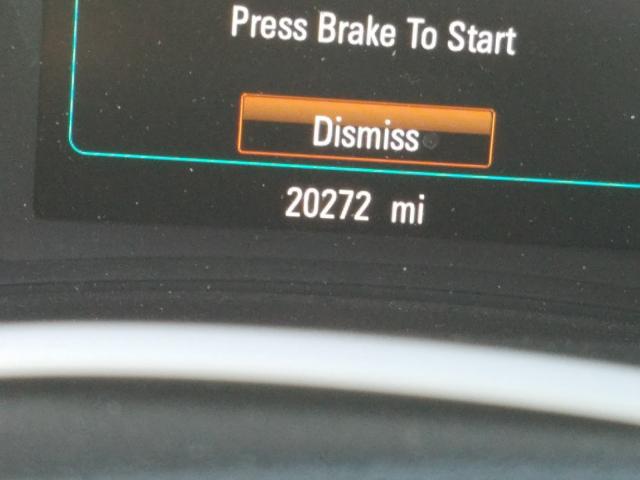 Press Brake To Start
Dismiss
20272 mi